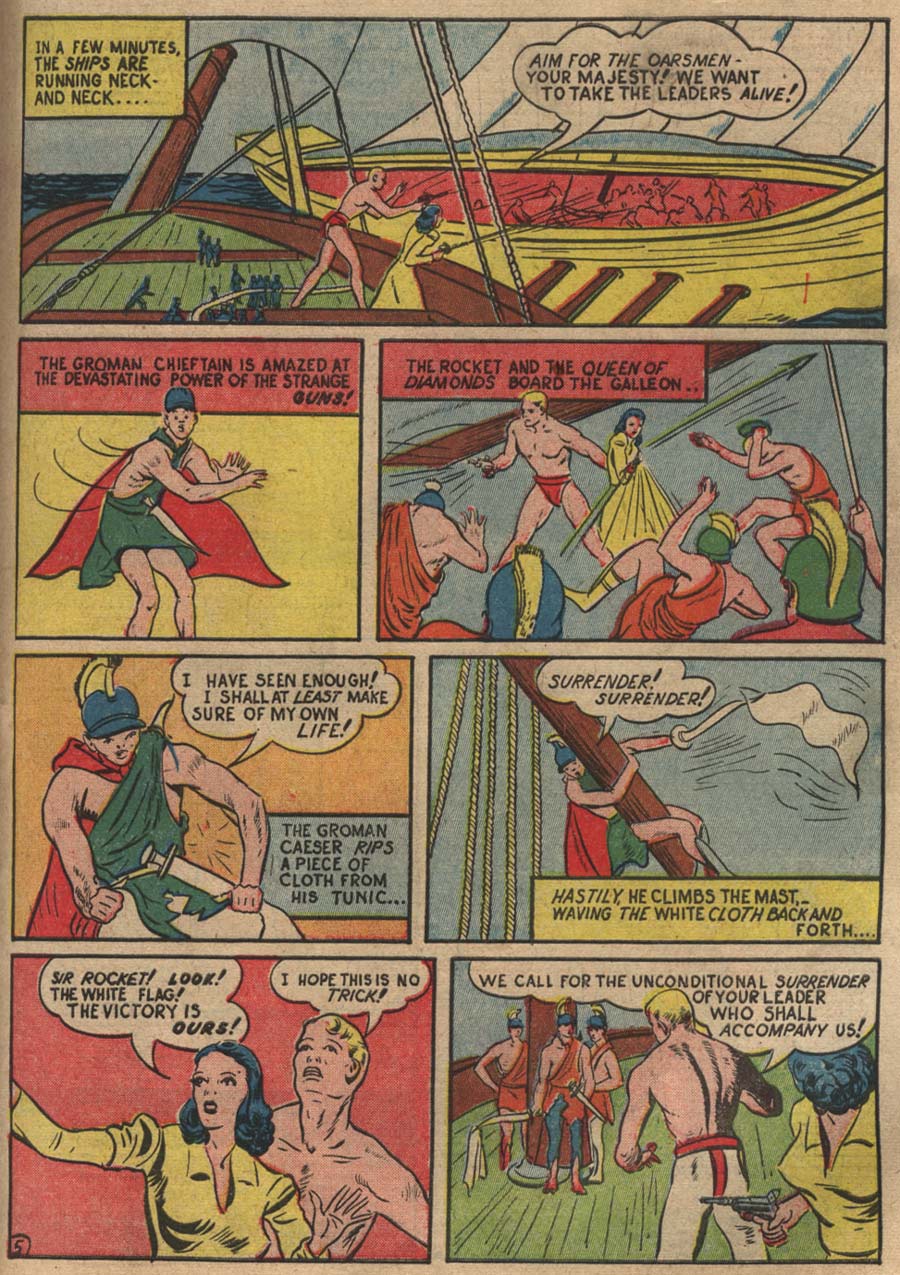 IN A FEW MINUTES,
THE SHIPS ARE
RUNNING NECK-
AND NECK....
AIM FOR THE OARSMEN -
YOUR MAJESTY! WE WANT
TO TAKE THE LEADERS ALIVE!
THE GROMAN CHIEFTAIN IS AMAZED AT
THE DEVASTATING POWER OF THE STRANGE
GUNS!
THE ROCKET AND THE QUEEN OF
DIAMONDS BOARD THE GALLEON...
I HAVE SEEN ENOUGH!
I SHALL AT LEAST MAKE
SURE OF MY OWN
LIFE!
THE GROMAN
CAESER RIPS
A PIECE OF
CLOTH FROM
HIS TUNIC...
SURRENDER!
SURRENDER!
HASTILY, HE CLIMBS THE MAST,-
WAVING THE WHITE CLOTH BACK AND
FORTH....
SIR ROCKET! LOOK!
THE WHITE FLAG!
THE VICTORY IS
OURS!
I HOPE THIS IS NO
TRICK!
WE CALL FOR THE UNCONDITIONAL SURRENDER
OF YOUR LEADER
WHO SHALL
ACCOMPANY US!
5